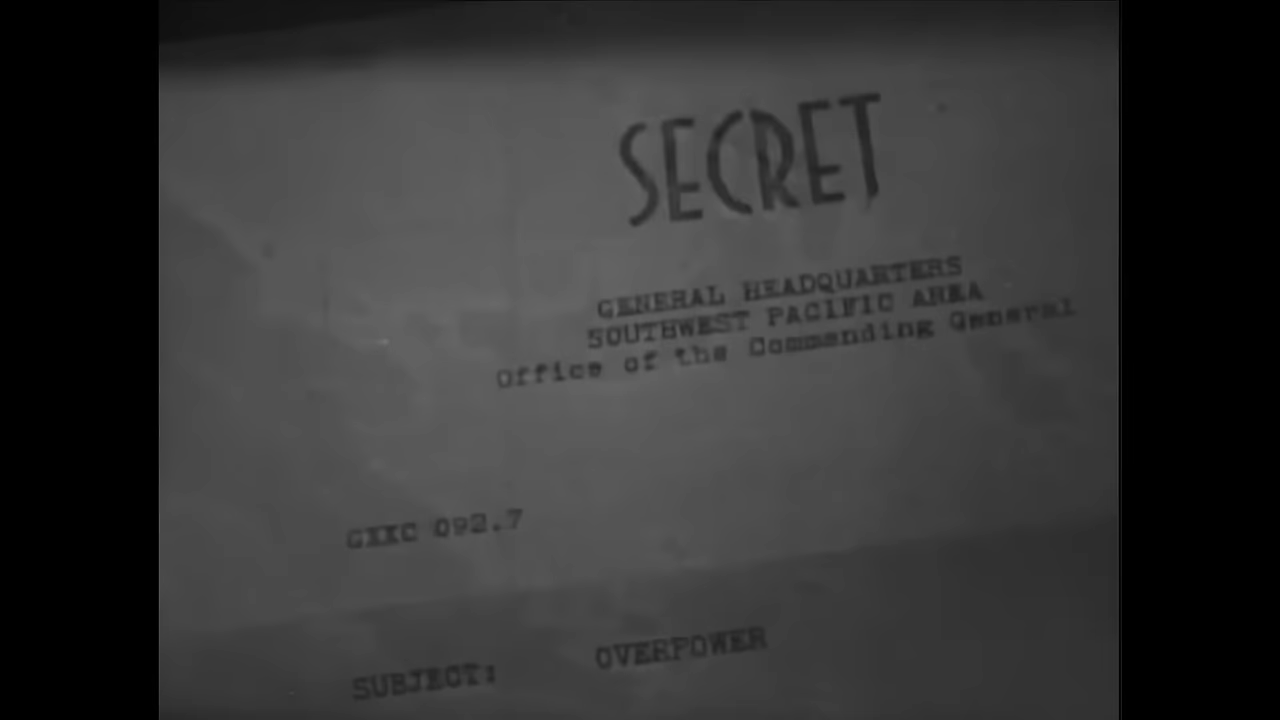 SECRET
GENERAL HEADQUARTERS
SOUTHWEST PACIFIC AREA
Office of the Commanding General
092.7
SUBJECT: OVERPOWER